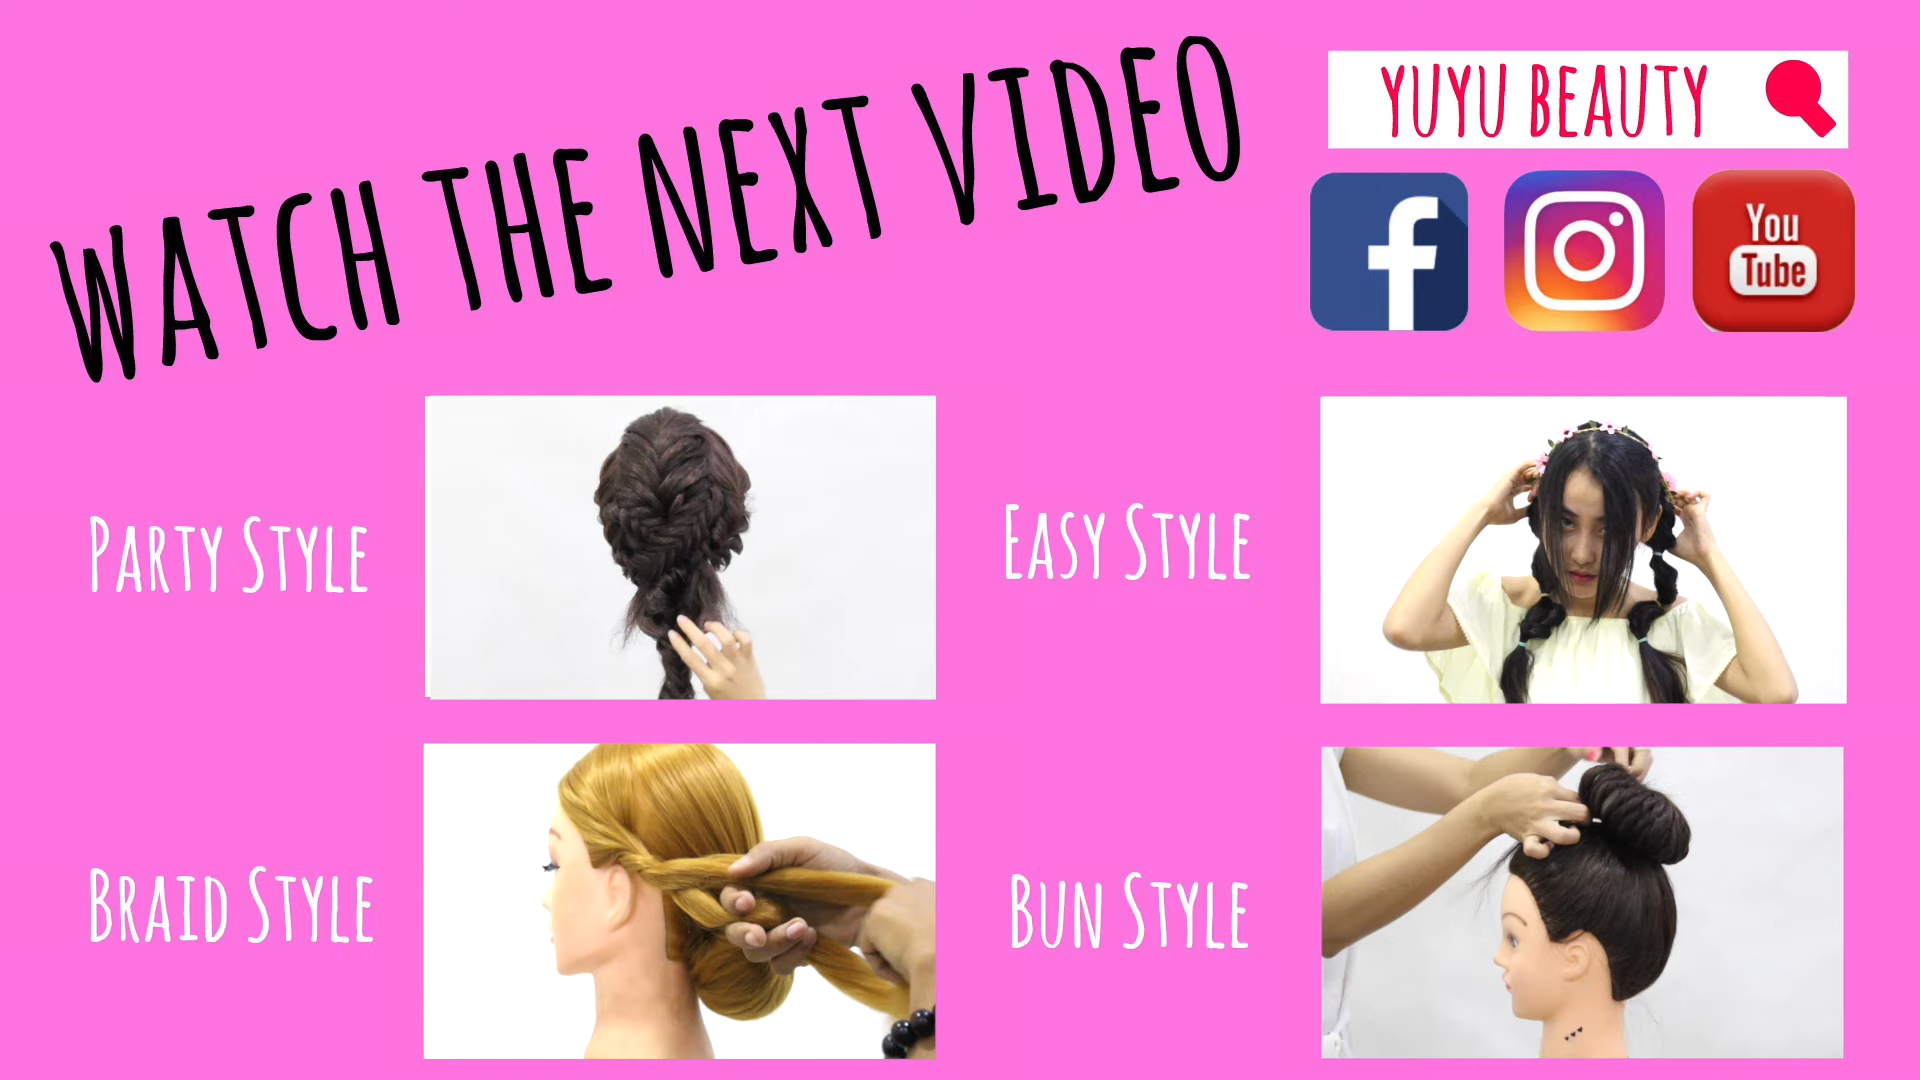 WATCH THE NEXT VIDEO
YUYU BEAUTY
f
You
Tube
PARTY STYLE
EASY STYLE
BRAID STYLE
BUN STYLE